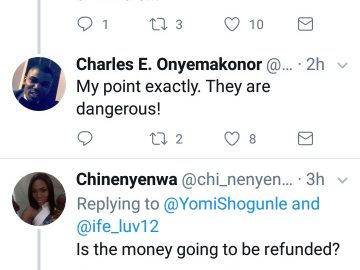 1 3 10
Charles E. Onyemakonor @... · 2h
My point exactly. They are
dangerous!
2 8
Chinenyenwa @chi_nenyen... · 3h
Replying to @YomiShogunle and
@ife_luv12
Is the money going to be refunded?